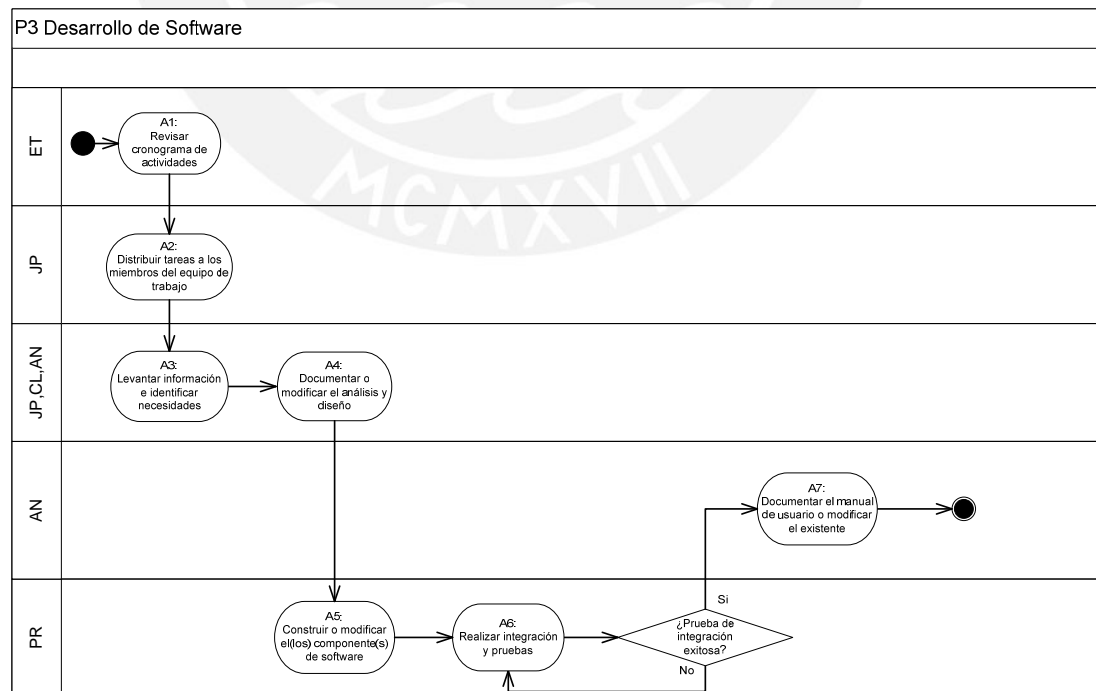 P3 Desarrollo de Software
MCMXVII
ET
A1:
Revisar
cronograma de
actividades
JP
A2:
Distribuir tareas a los
miembros del equipo de
trabajo
JP,CL,AN
A3:
Levantar información
e identificar
necesidades
A4:
Documentar o
modificar el análisis y
diseño
AN
A7:
Documentar el manual
de usuario o modificar
el existente
PR
A5:
Construir o modificar
el(los) componente(s)
de software
A6:
Realizar integración
y pruebas
¿Prueba de
integración
exitosa?
Si
No